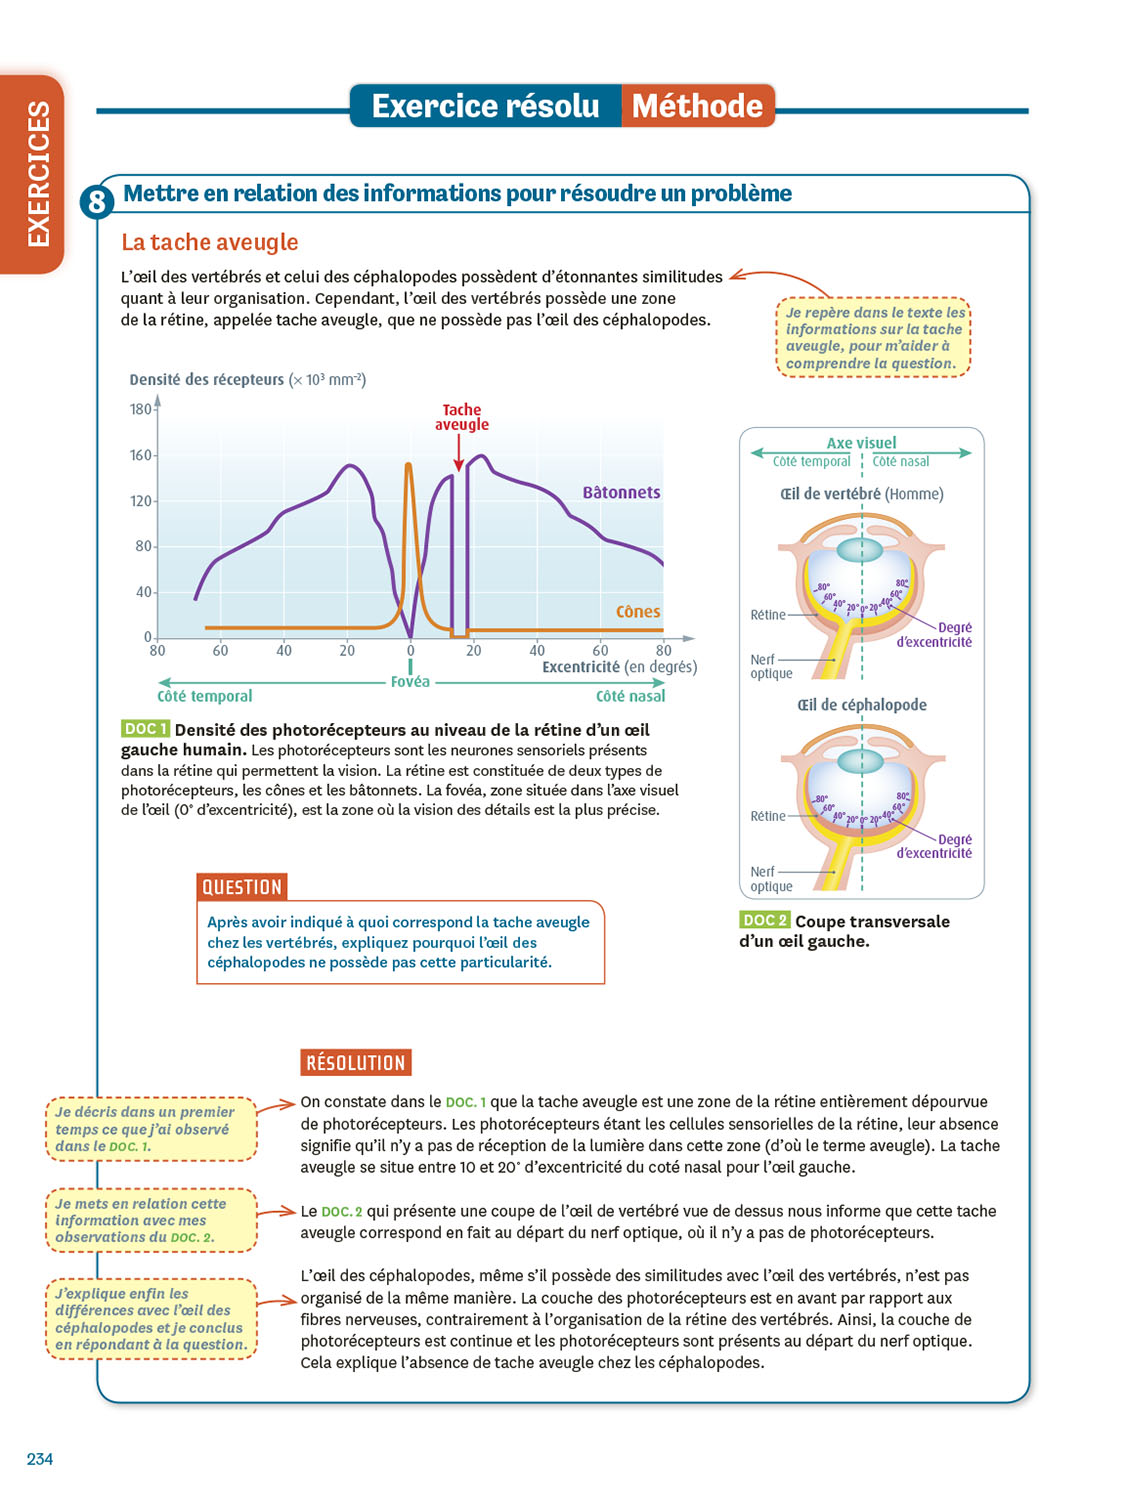 EXERCICES
Exercice résolu Méthode
8 Mettre en relation des informations pour résoudre un problème
La tache aveugle
L’œil des vertébrés et celui des céphalopodes possèdent d’étonnantes similitudes
quant à leur organisation. Cependant, l’œil des vertébrés possède une zone
de la rétine, appelée tache aveugle, que ne possède pas l’œil des céphalopodes.
Je repère dans le texte les
informations sur la tache
aveugle, pour m’aider à
comprendre la question.
Densité des récepteurs (× 10³ mm⁻²)
180
160
120
80
40
0
Tache
aveugle
Bâtonnets
Cônes
80 60 40 20 0 20 40 60 80
Excentricité (en degrés)
Fovéa
Côté temporal
Côté nasal
DOC 1 Densité des photorécepteurs au niveau de la rétine d’un œil
gauche humain. Les photorécepteurs sont les neurones sensoriels présents
dans la rétine qui permettent la vision. La rétine est constituée de deux types de
photorécepteurs, les cônes et les bâtonnets. La fovéa, zone située dans l’axe visuel
de l’œil (0° d’excentricité), est la zone où la vision des détails est la plus précise.
Axe visuel
Côté temporal Côté nasal
Œil de vertébré (Homme)
80° 60° 40° 20° 0° 20° 40° 60° 80°
Rétine
Degré
d’excentricité
Nerf
optique
Œil de céphalopode
80° 60° 40° 20° 0° 20° 40° 60° 80°
Rétine
Degré
d’excentricité
Nerf
optique
DOC 2 Coupe transversale
d’un œil gauche.
QUESTION
Après avoir indiqué à quoi correspond la tache aveugle
chez les vertébrés, expliquez pourquoi l’œil des
céphalopodes ne possède pas cette particularité.
RÉSOLUTION
Je décris dans un premier
temps ce que j’ai observé
dans le DOC. 1.
On constate dans le DOC. 1 que la tache aveugle est une zone de la rétine entièrement dépourvue
de photorécepteurs. Les photorécepteurs étant les cellules sensorielles de la rétine, leur absence
signifie qu’il n’y a pas de réception de la lumière dans cette zone (d’où le terme aveugle). La tache
aveugle se situe entre 10 et 20° d’excentricité du coté nasal pour l’œil gauche.
Je mets en relation cette
information avec mes
observations du DOC. 2.
Le DOC. 2 qui présente une coupe de l’œil de vertébré vue de dessus nous informe que cette tache
aveugle correspond en fait au départ du nerf optique, où il n’y a pas de photorécepteurs.
J’explique enfin les
différences avec l’œil des
céphalopodes et je conclus
en répondant à la question.
L’œil des céphalopodes, même s’il possède des similitudes avec l’œil des vertébrés, n’est pas
organisé de la même manière. La couche des photorécepteurs est en avant par rapport aux
fibres nerveuses, contrairement à l’organisation de la rétine des vertébrés. Ainsi, la couche de
photorécepteurs est continue et les photorécepteurs sont présents au départ du nerf optique.
Cela explique l’absence de tache aveugle chez les céphalopodes.
234